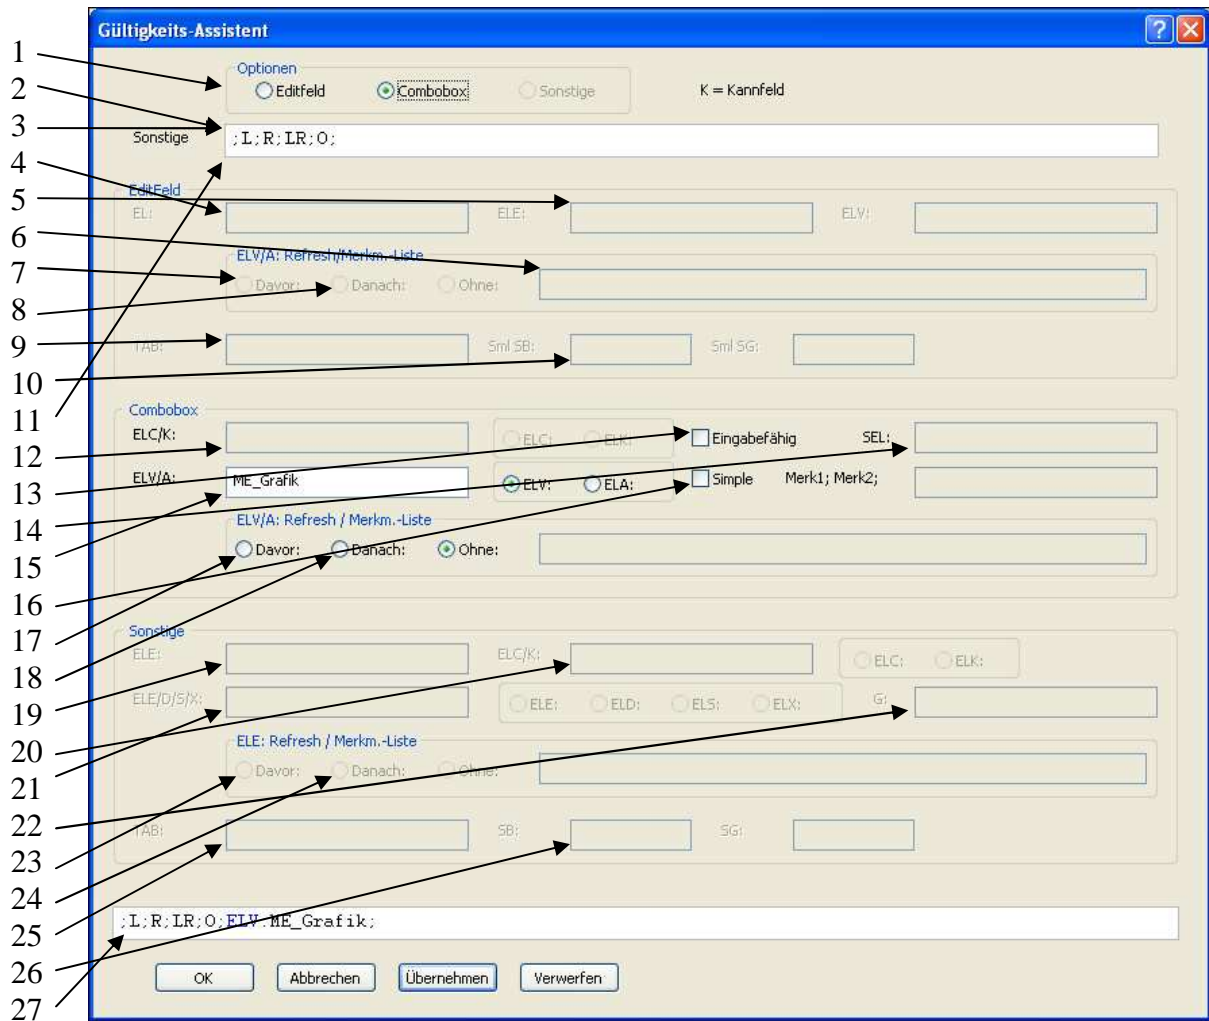 Gültigkeits-Assistent
1
2
3
4
5
6
7
8
9
10
11
12
13
14
15
16
17
18
19
20
21
22
23
24
25
26
27
Optionen
Editfeld Combobox Sonstige K = Kannfeld
Sonstige ;L;R;LR;O;
EditFeld
EL: ELE: ELV:
ELV/A: Refresh/Merkm.-Liste
Davor: Danach: Ohne:
TAB: Sml SB: Sml SG:
Combobox
ELC/K: ELC: ELK: Eingabefähig SEL:
ELV/A: ME_Grafik ELV: ELA: Simple Merk1; Merk2;
ELV/A: Refresh / Merkm.-Liste
Davor: Danach: Ohne:
Sonstige
ELE: ELC/K: ELC: ELK:
ELE/D/S/X: ELE: ELD: ELS: ELX: G:
ELE: Refresh / Merkm.-Liste
Davor: Danach: Ohne:
TAB: SB: SG:
;L;R;LR;O;ELV:ME_Grafik;
OK Abbrechen Übernehmen Verwerfen